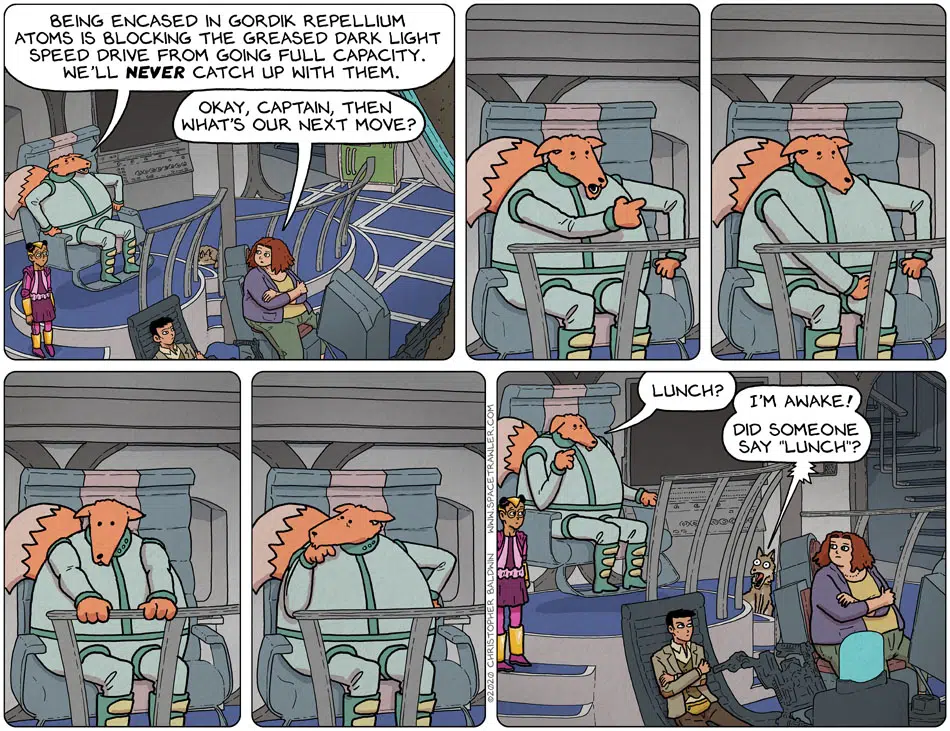 BEING ENCASED IN GORDIK REPELLIUM
ATOMS IS BLOCKING THE GREASED DARK LIGHT
SPEED DRIVE FROM GOING FULL CAPACITY.
WE'LL NEVER CATCH UP WITH THEM.
OKAY, CAPTAIN, THEN
WHAT'S OUR NEXT MOVE?
LUNCH?
I'M AWAKE!
DID SOMEONE
SAY "LUNCH"?
©2020 CHRISTOPHER BALDWIN WWW.SPACETRAWLER.COM